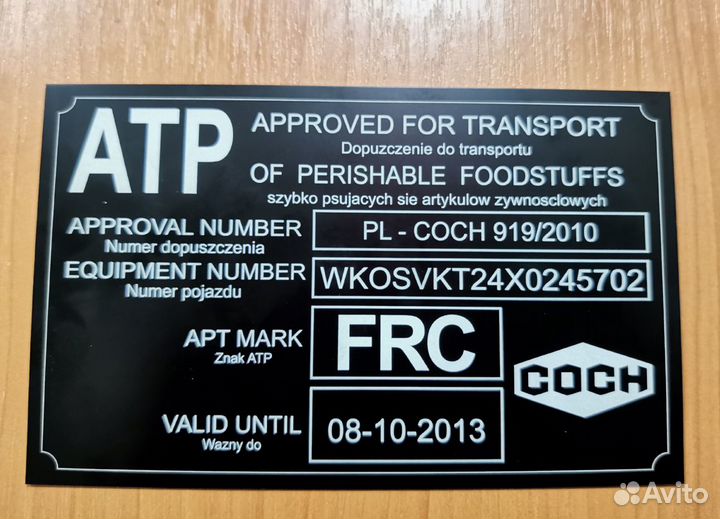 ATP
APPROVED FOR TRANSPORT
Dopuzczenie do transportu
OF PERISHABLE FOODSTUFFS
szybko psujacych sie artykulow zywnosclowych
APPROVAL NUMBER
Numer dopuszczenia
PL - COCH 919/2010
EQUIPMENT NUMBER
Numer pojazdu
WKOSVKT24X0245702
APT MARK
Znak ATP
FRC
COCH
VALID UNTIL
Wazny do
08-10-2013
Avito